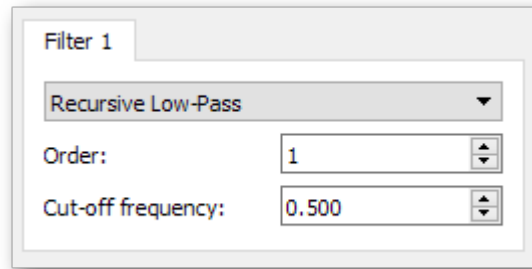 Filter 1
Recursive Low-Pass
Order: 1
Cut-off frequency: 0.500